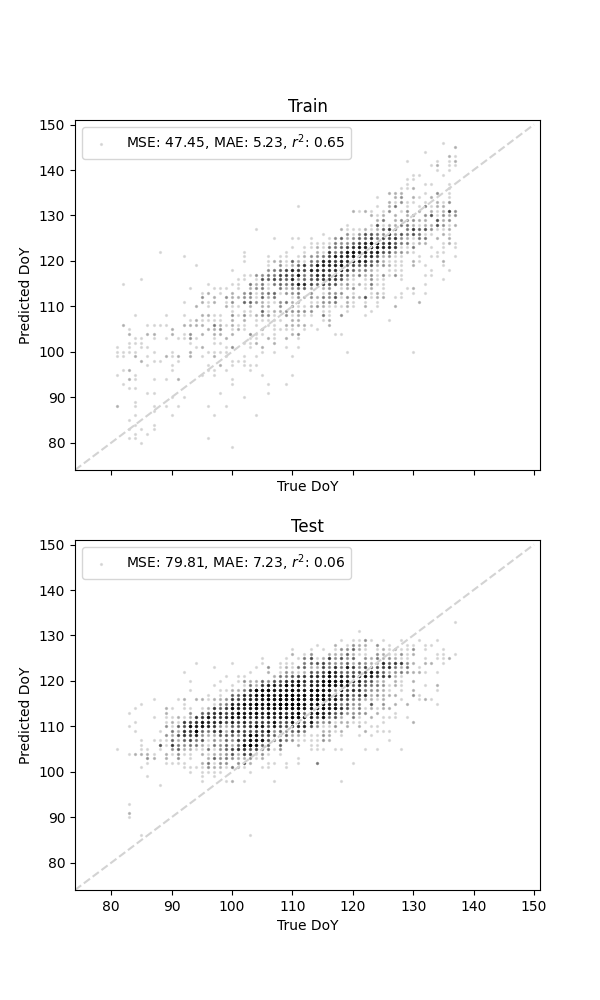 Train
MSE: 47.45, MAE: 5.23, r²: 0.65
150
140
130
120
110
100
90
80
Predicted DoY
True DoY
Test
MSE: 79.81, MAE: 7.23, r²: 0.06
150
140
130
120
110
100
90
80
Predicted DoY
80 90 100 110 120 130 140 150
True DoY